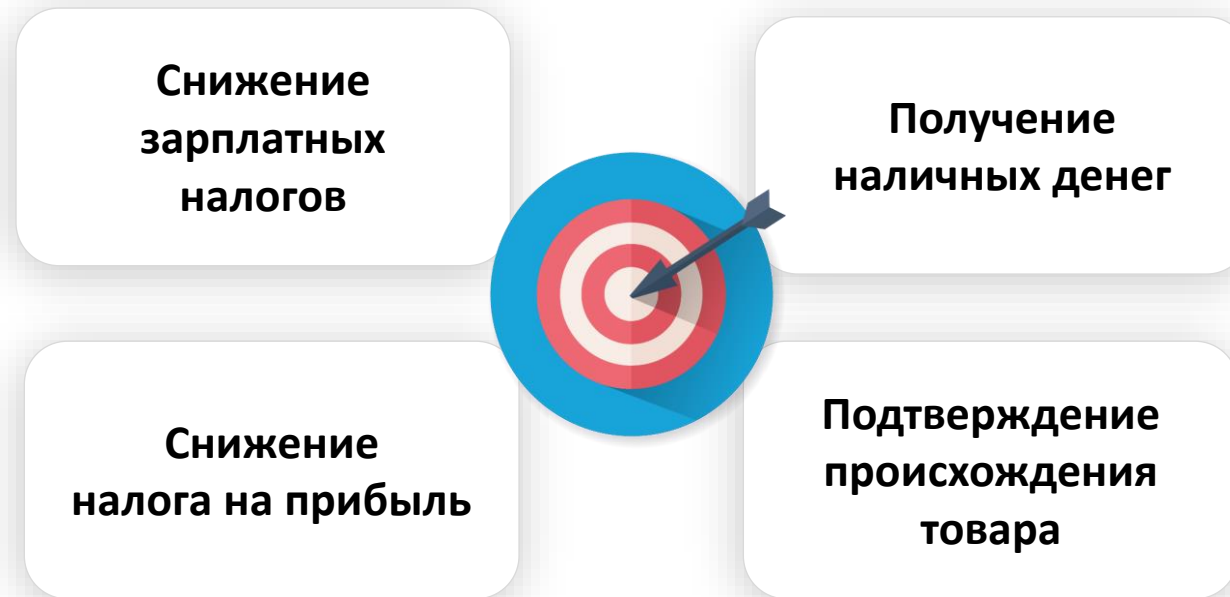 Снижение
зарплатных
налогов
Получение
наличных денег
Снижение
налога на прибыль
Подтверждение
происхождения
товара